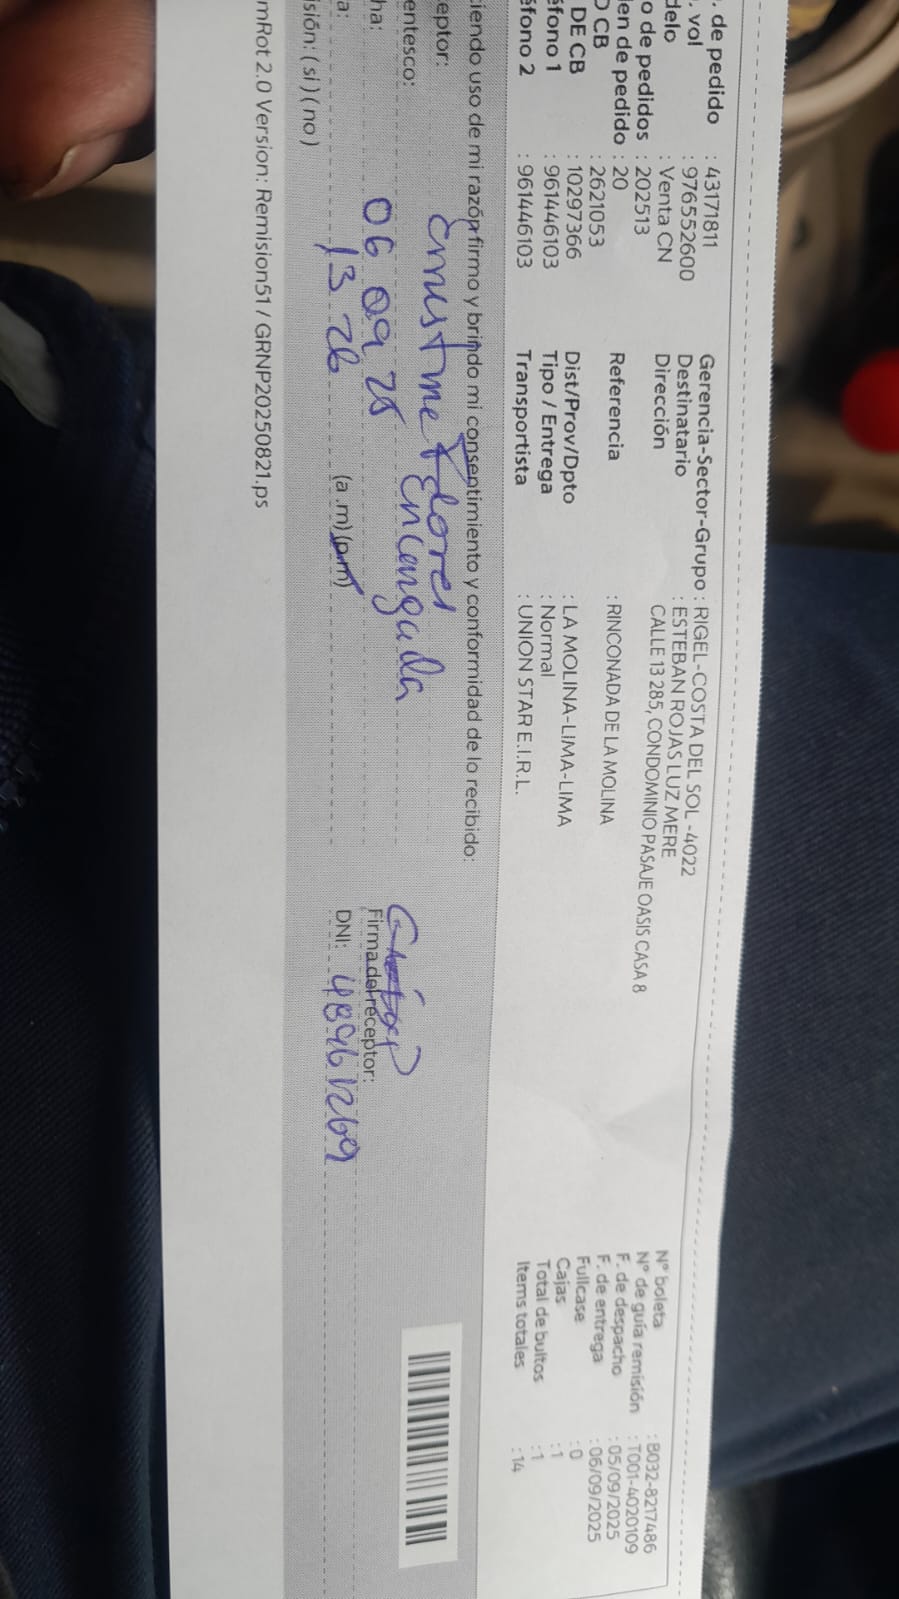 . de pedido : 43171811
. vol : 976552600
delo : Venta CN
o de pedidos : 202513
en de pedido : 20
O CB : 2621053
DE CB : 10297366
éfono 1 : 961446103
éfono 2 : 961446103
Gerencia-Sector-Grupo : RIGEL-COSTA DEL SOL -4022
Destinatario : ESTEBAN ROJAS LUZ MERE
Dirección CALLE 13 285, CONDOMINIO PASAJE OASIS CASA 8
Referencia : RINCONADA DE LA MOLINA
Dist/Prov/Dpto : LA MOLINA-LIMA-LIMA
Tipo / Entrega : Normal
Transportista : UNION STAR E.I.R.L.
N° boleta : B032-8217486
N° de guía remisión : T001-4020109
F. de despacho : 05/09/2025
F. de entrega : 06/09/2025
Fullcase : 0
Cajas : 1
Total de bultos : 1
Items totales : 14
ciendo uso de mi razón firmo y brindo mi consentimiento y conformidad de lo recibido:
eptor: Flores
entesco: Encargada
ha: 06 09 25
a: 13 26 (a .m)(p.m)
Firma del receptor:
DNI: 48961269
isión: ( si ) ( no )
mRot 2.0 Version: Remision51 / GRNP20250821.ps